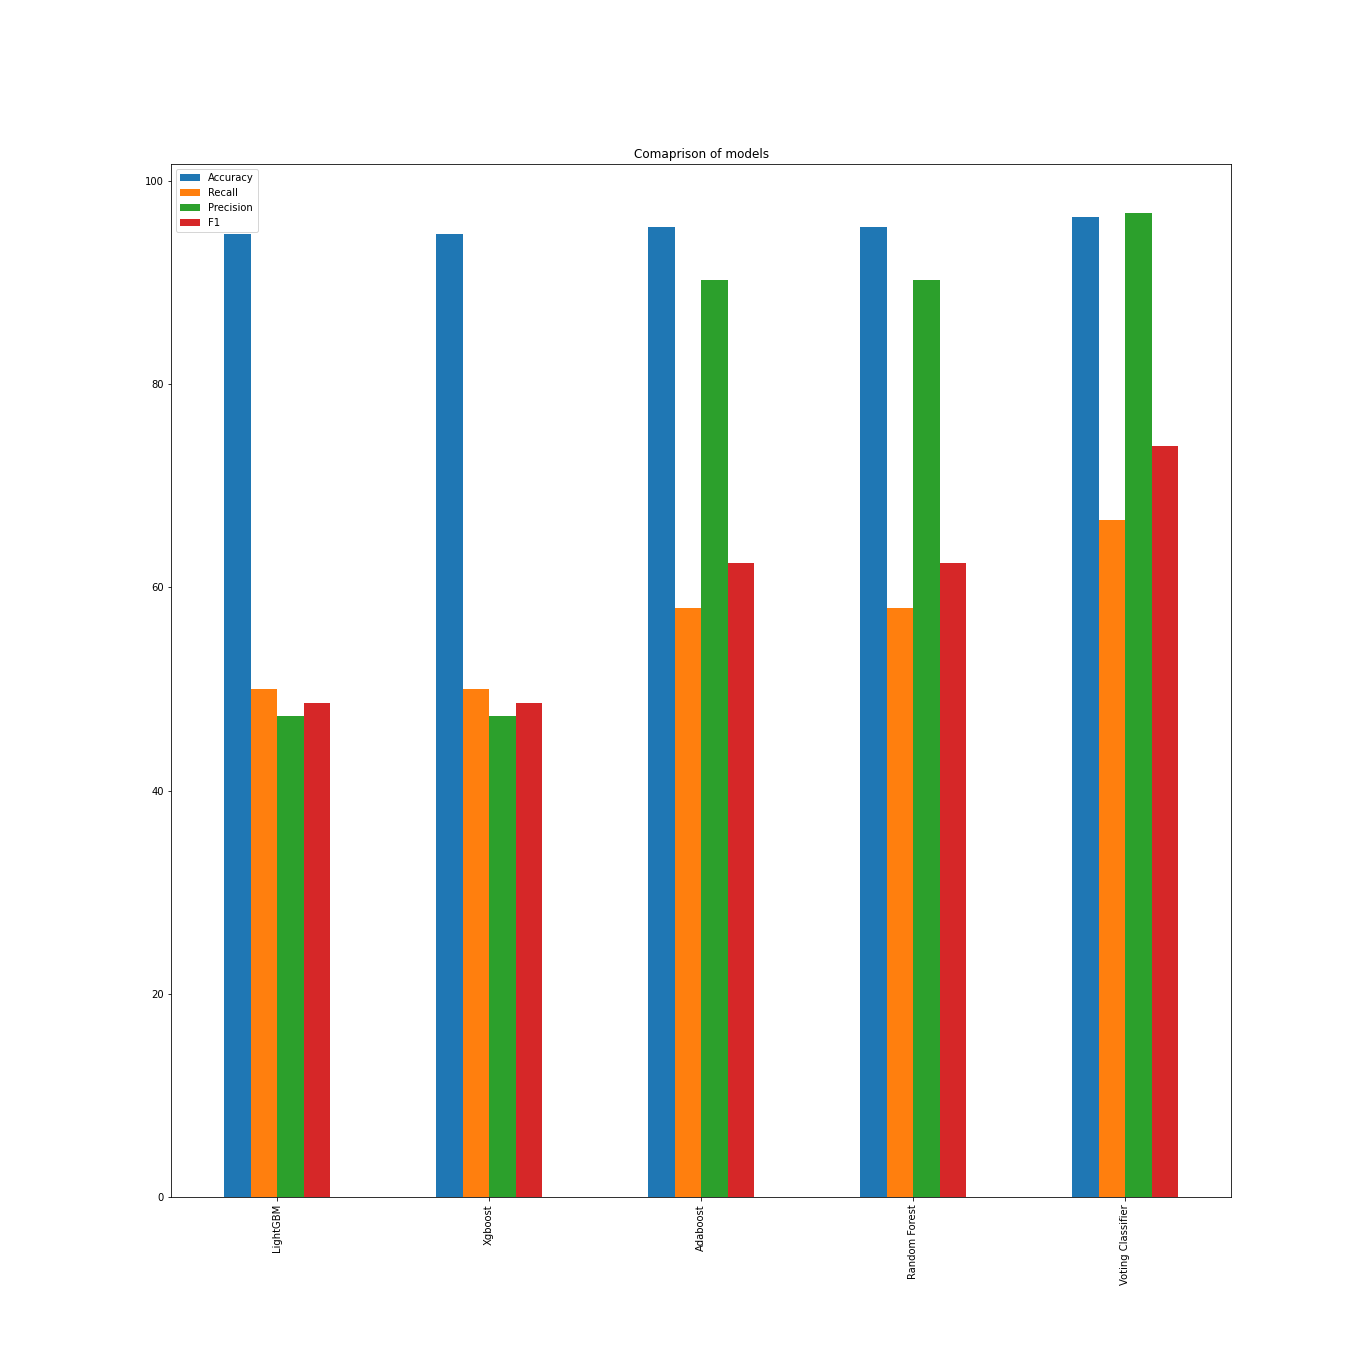 Comaprison of models
Accuracy
Recall
Precision
F1
100
80
60
40
20
0
LightGBM
Xgboost
Adaboost
Random Forest
Voting Classifier